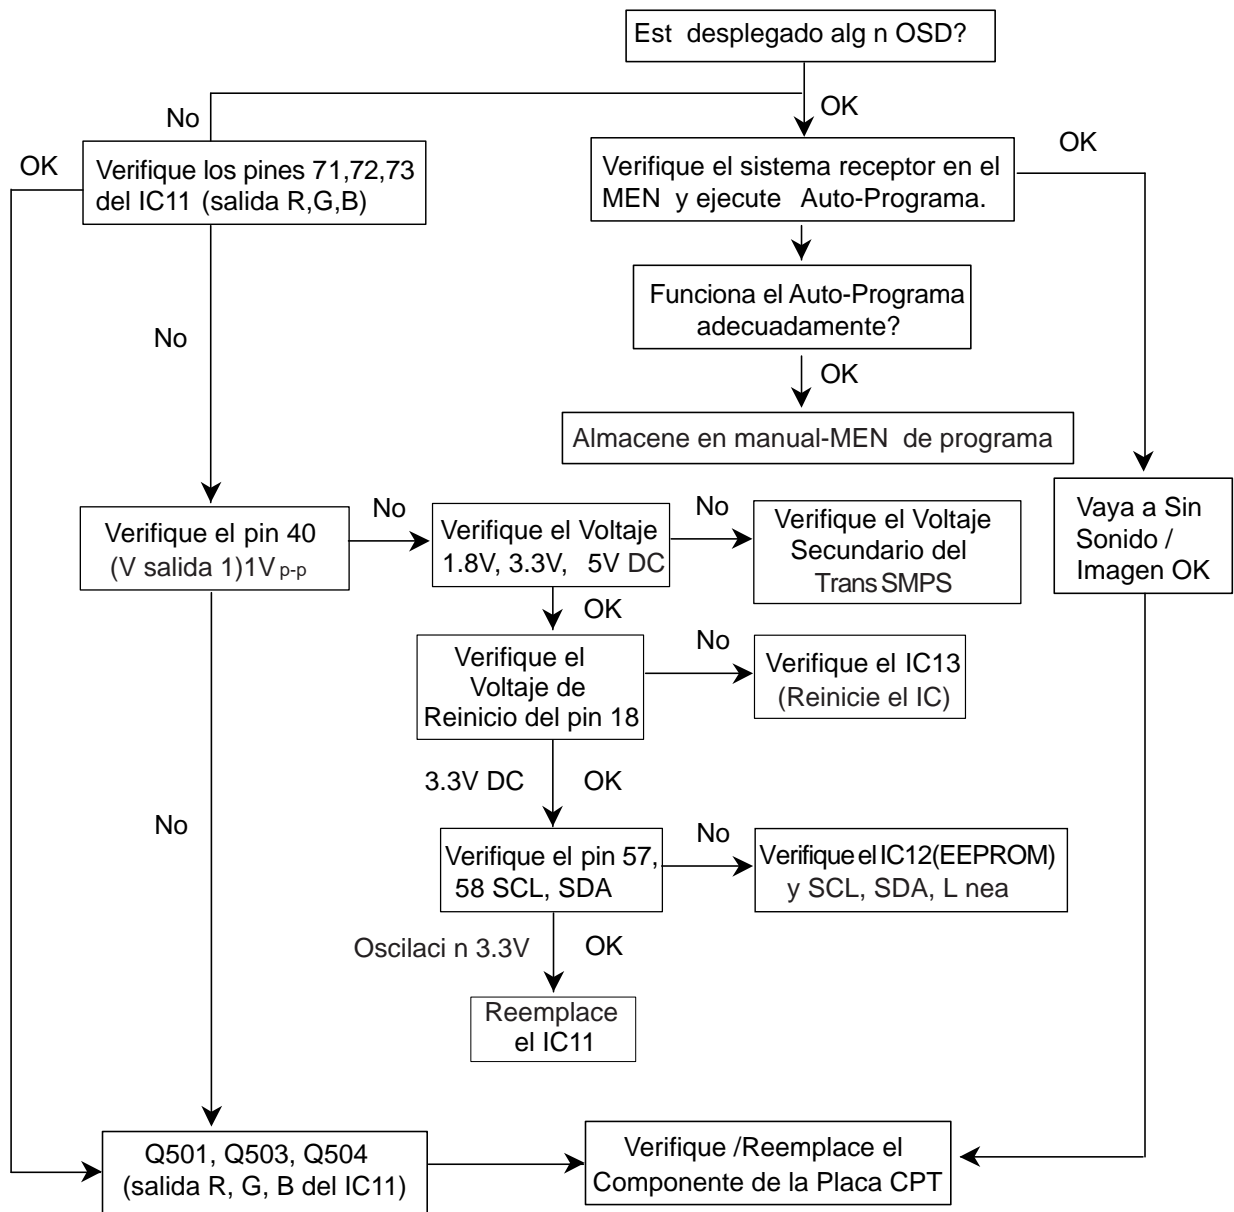 Est desplegado alg n OSD?
No
OK
OK
OK
Verifique los pines 71,72,73
del IC11 (salida R,G,B)
Verifique el sistema receptor en el
MEN y ejecute Auto-Programa.
Funciona el Auto-Programa
adecuadamente?
No
OK
Almacene en manual-MEN de programa
Verifique el pin 40
(V salida 1)1V p-p
No
Verifique el Voltaje
1.8V, 3.3V, 5V DC
No
Verifique el Voltaje
Secundario del
Trans SMPS
Vaya a Sin
Sonido /
Imagen OK
OK
Verifique el
Voltaje de
Reinicio del pin 18
No
Verifique el IC13
(Reinicie el IC)
3.3V DC
OK
No
Verifique el pin 57,
58 SCL, SDA
No
Verifique el IC12(EEPROM)
y SCL, SDA, L nea
Oscilaci n 3.3V
OK
Reemplace
el IC11
Q501, Q503, Q504
(salida R, G, B del IC11)
Verifique /Reemplace el
Componente de la Placa CPT